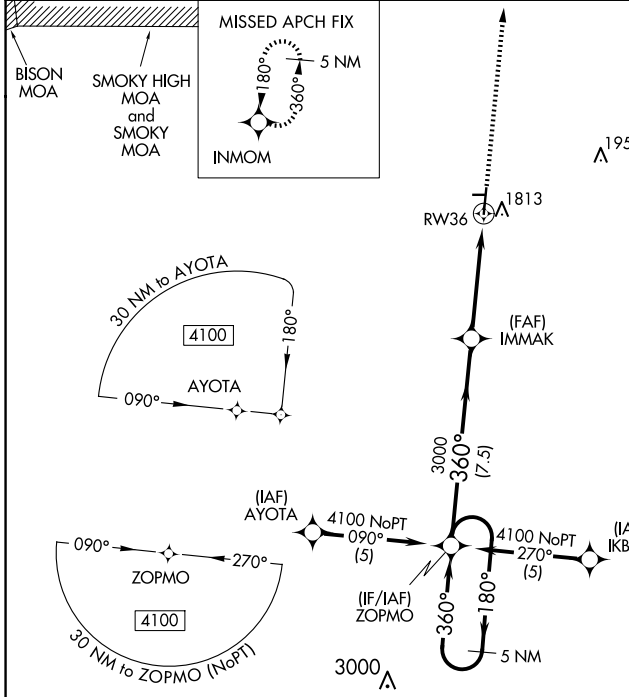 MISSED APCH FIX
180°
360°
5 NM
INMOM
BISON
MOA
SMOKY HIGH
MOA
and
SMOKY
MOA
195
1813
RW36
30 NM to AYOTA
4100
180°
AYOTA
090°
(FAF)
IMMAK
3000
360°
(7.5)
(IAF)
AYOTA
4100 NoPT
090°
(5)
4100 NoPT
270°
(5)
(IA
IKB
090°
270°
ZOPMO
4100
30 NM to ZOPMO (NoPT)
(IF/IAF)
ZOPMO
360°
180°
5 NM
3000